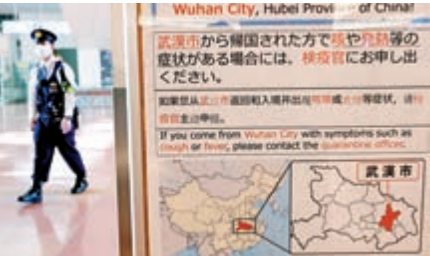 Wuhan City, Hubei Province of China!
武漢市から帰国された方で咳や発熱等の
症状がある場合には、検疫官にお申し出
ください。
如果您从武汉市返回和入境并出现咳嗽或发热等症状，请向
检疫官主动申报。
If you come from Wuhan City with symptoms such as
cough or fever, please contact the quarantine officer.
武漢市